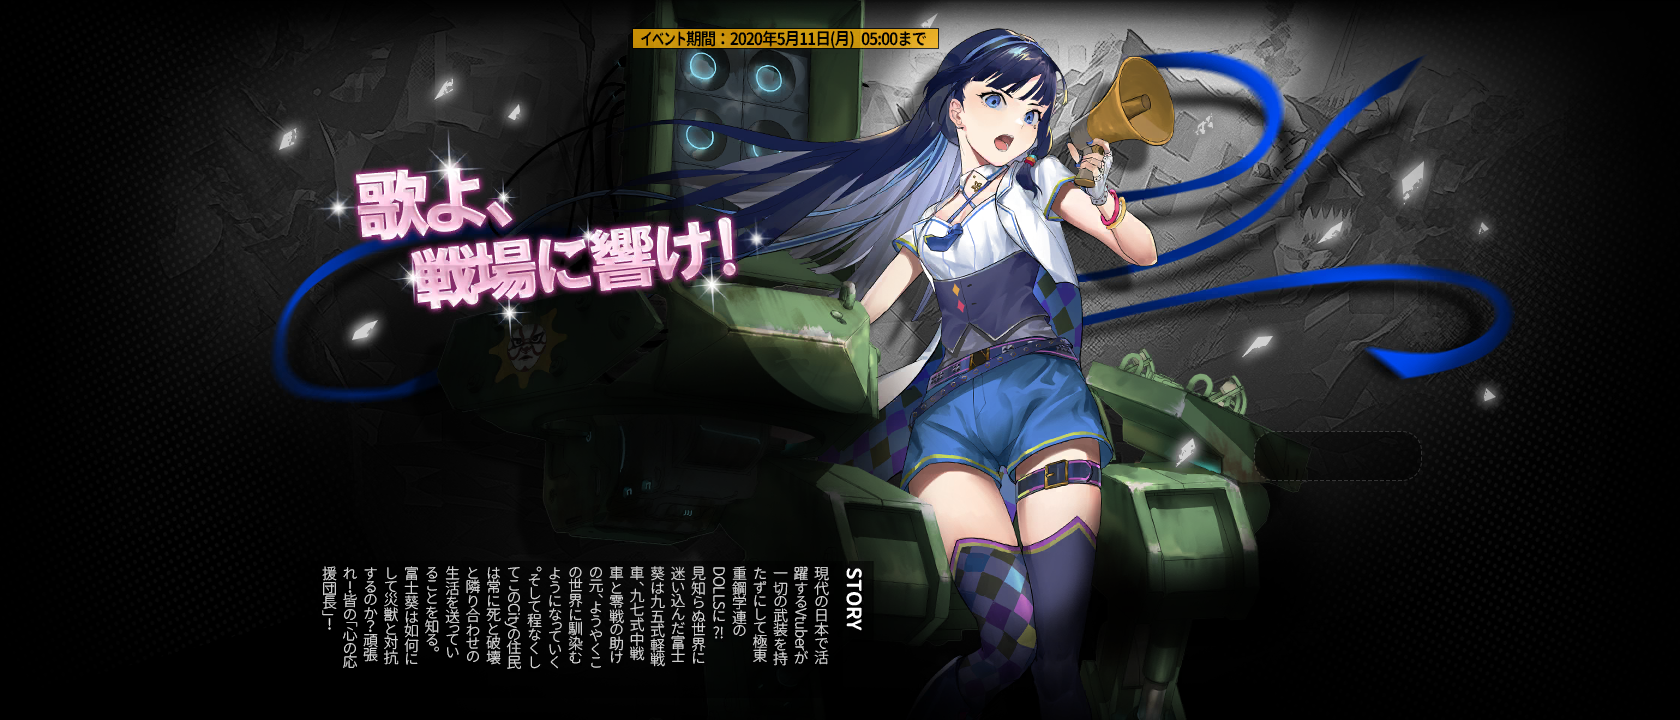 イベント期間：2020年5月11日(月) 05:00まで
歌よ、
戦場に響け!
STORY
現代の日本で活
躍するVtuberが
一切の武装を持
たずにして極東
重鋼学連の
DOLLSに?!
見知らぬ世界に
迷い込んだ富士
葵は九五式軽戦
車、九七式中戦
車と零戦の助け
の元、ようやくこ
の世界に馴染む
ようになっていく
。そして程なくし
てこのCityの住民
は常に死と破壊
と隣り合わせの
生活を送ってい
ることを知る。
富士葵は如何に
して災獣と対抗
するのか?頑張
れー皆の「心の応
援団長」!